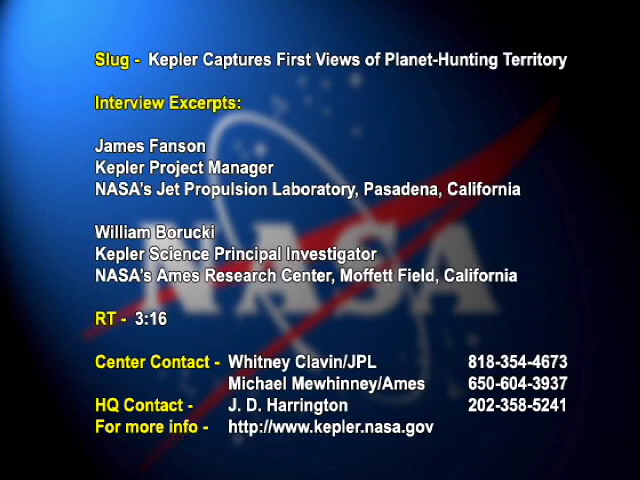 Slug - Kepler Captures First Views of Planet-Hunting Territory
Interview Excerpts:
James Fanson
Kepler Project Manager
NASA's Jet Propulsion Laboratory, Pasadena, California
William Borucki
Kepler Science Principal Investigator
NASA's Ames Research Center, Moffett Field, California
NASA
RT - 3:16
Center Contact - Whitney Clavin/JPL 818-354-4673
Michael Mewhinney/Ames 650-604-3937
HQ Contact - J. D. Harrington 202-358-5241
For more info - http://www.kepler.nasa.gov